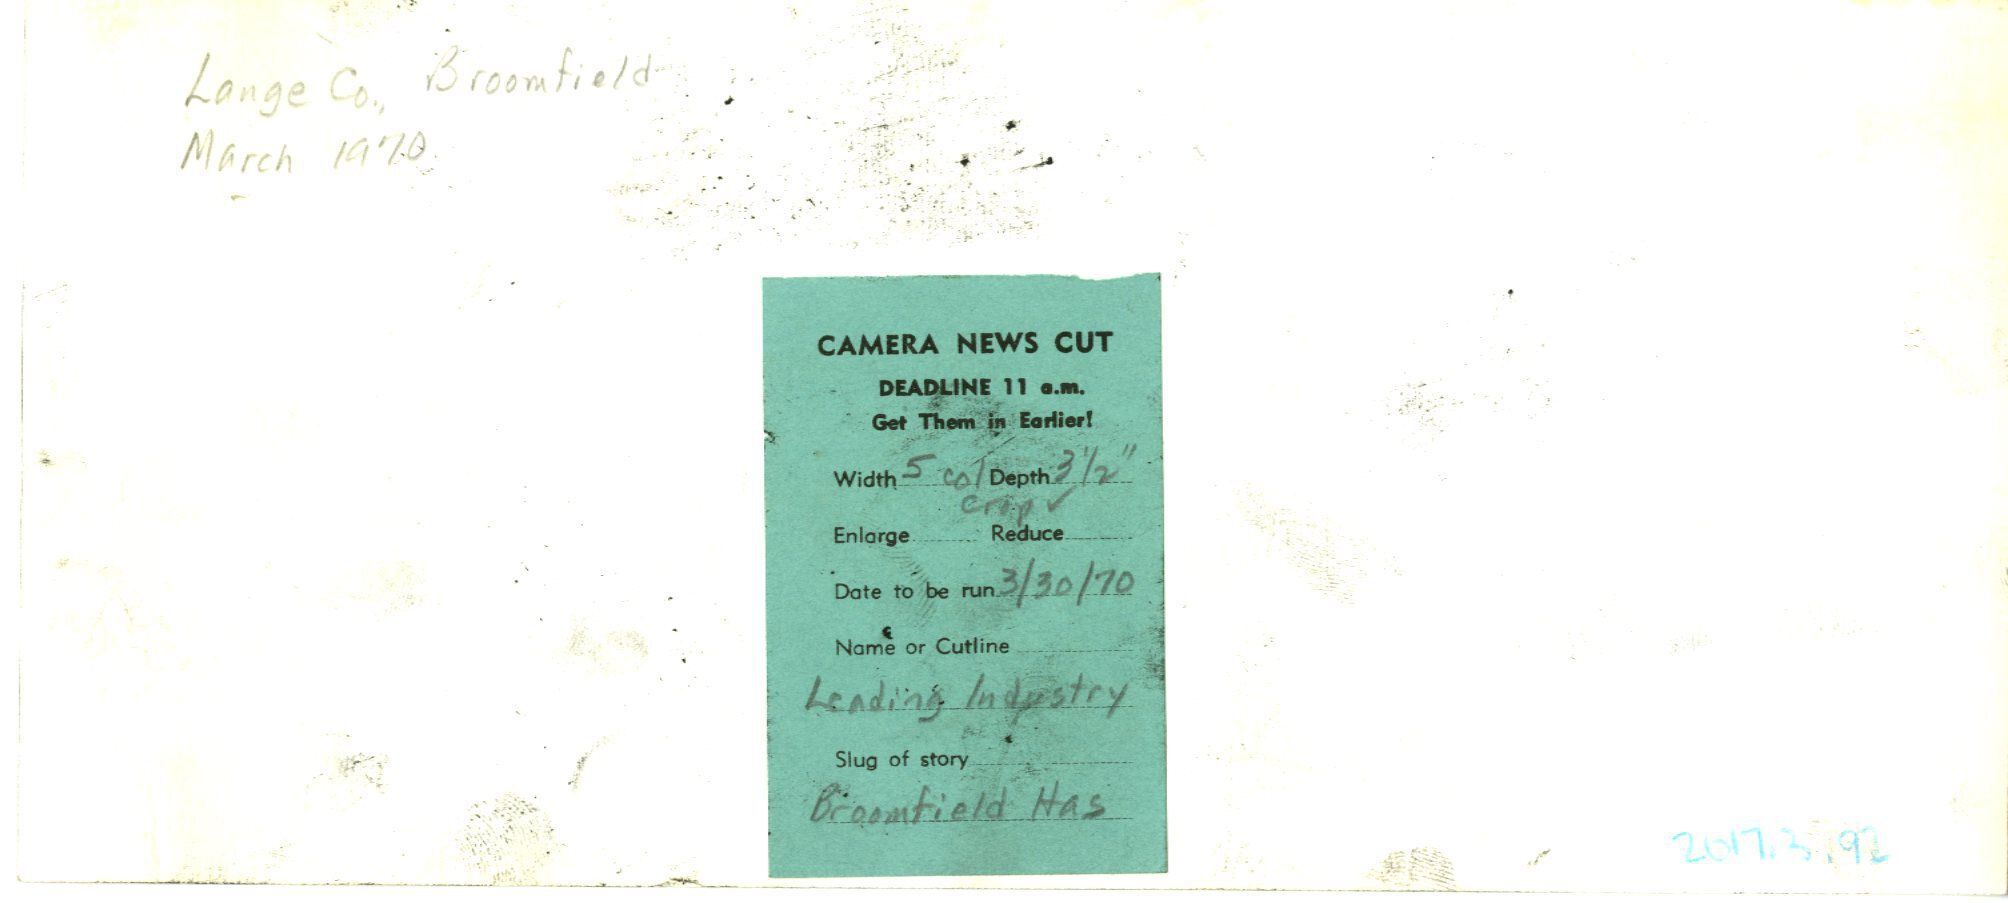 Lange Co., Broomfield
March 1970
CAMERA NEWS CUT
DEADLINE 11 a.m.
Get Them in Earlier!
Width 5 col Depth 3 1/2"
crop ✓
Enlarge Reduce
Date to be run 3/30/70
Name or Cutline
Leading Industry
Slug of story
Broomfield Has
2017.3.92